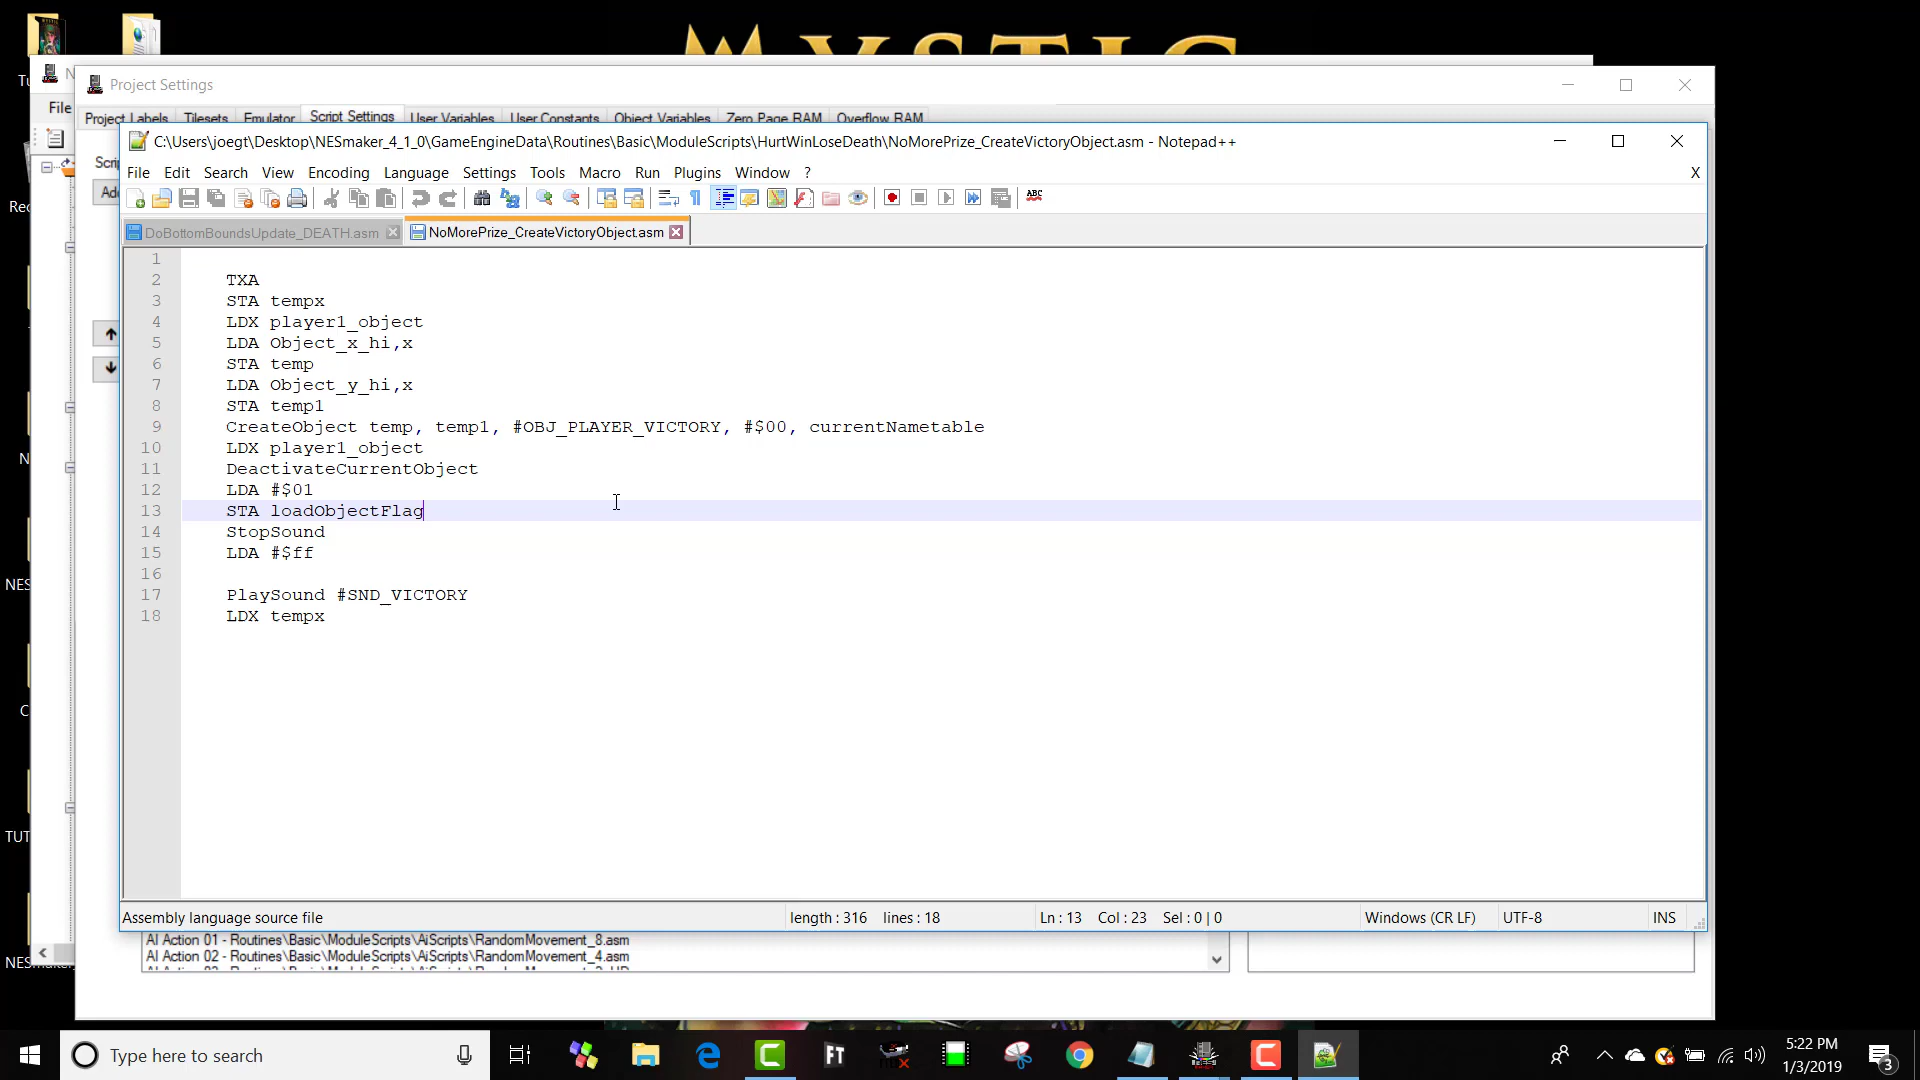 MYSTIC
Project Settings
File
Project Labels Tilesets Emulator Script Settings User Variables User Constants Object Variables Zero Page RAM Overflow RAM
C:\Users\joegt\Desktop\NESmaker_4_1_0\GameEngineData\Routines\Basic\ModuleScripts\HurtWinLoseDeath\NoMorePrize_CreateVictoryObject.asm - Notepad++
File Edit Search View Encoding Language Settings Tools Macro Run Plugins Window ? X
ABC
DoBottomBoundsUpdate_DEATH.asm NoMorePrize_CreateVictoryObject.asm
1
2 TXA
3 STA tempx
4 LDX player1_object
5 LDA Object_x_hi,x
6 STA temp
7 LDA Object_y_hi,x
8 STA temp1
9 CreateObject temp, temp1, #OBJ_PLAYER_VICTORY, #$00, currentNametable
10 LDX player1_object
11 DeactivateCurrentObject
12 LDA #$01
13 STA loadObjectFlag
14 StopSound
15 LDA #$ff
16
17 PlaySound #SND_VICTORY
18 LDX tempx
Assembly language source file length : 316 lines : 18 Ln : 13 Col : 23 Sel : 0 | 0 Windows (CR LF) UTF-8 INS
AI Action 01 - Routines\Basic\ModuleScripts\AiScripts\RandomMovement_8.asm
AI Action 02 - Routines\Basic\ModuleScripts\AiScripts\RandomMovement_4.asm
Type here to search
FT
5:22 PM
1/3/2019
3